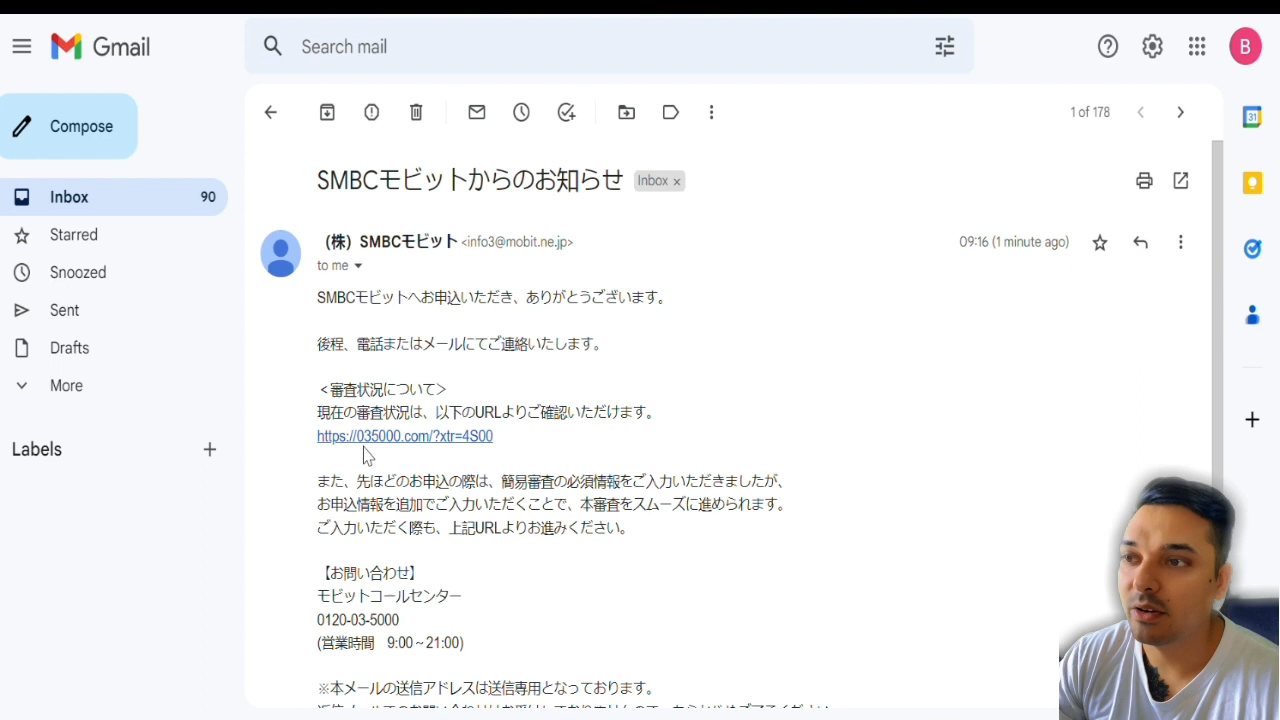 Gmail
Search mail
B
Compose
1 of 178
31
Inbox 90
SMBCモビットからのお知らせ Inbox ×
Starred
（株）SMBCモビット <info3@mobit.ne.jp>
09:16 (1 minute ago)
to me
Snoozed
SMBCモビットへお申込いただき、ありがとうございます。
Sent
後程、電話またはメールにてご連絡いたします。
Drafts
More
＜審査状況について＞
現在の審査状況は、以下のURLよりご確認いただけます。
https://035000.com/?xtr=4S00
Labels
また、先ほどのお申込の際は、簡易審査の必須情報をご入力いただきましたが、
お申込情報を追加でご入力いただくことで、本審査をスムーズに進められます。
ご入力いただく際も、上記URLよりお進みください。
【お問い合わせ】
モビットコールセンター
0120-03-5000
(営業時間　9:00～21:00)
※本メールの送信アドレスは送信専用となっております。